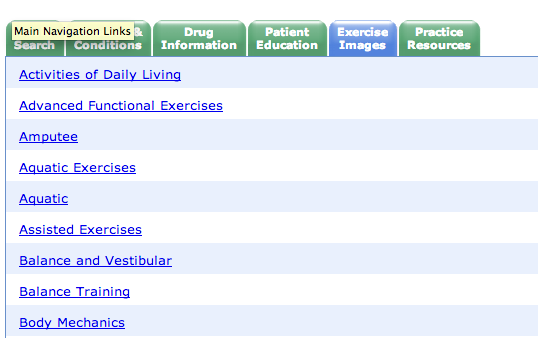 Main Navigation Links
&
Search
Conditions
Drug
Information
Patient
Education
Exercise
Images
Practice
Resources
Activities of Daily Living
Advanced Functional Exercises
Amputee
Aquatic Exercises
Aquatic
Assisted Exercises
Balance and Vestibular
Balance Training
Body Mechanics